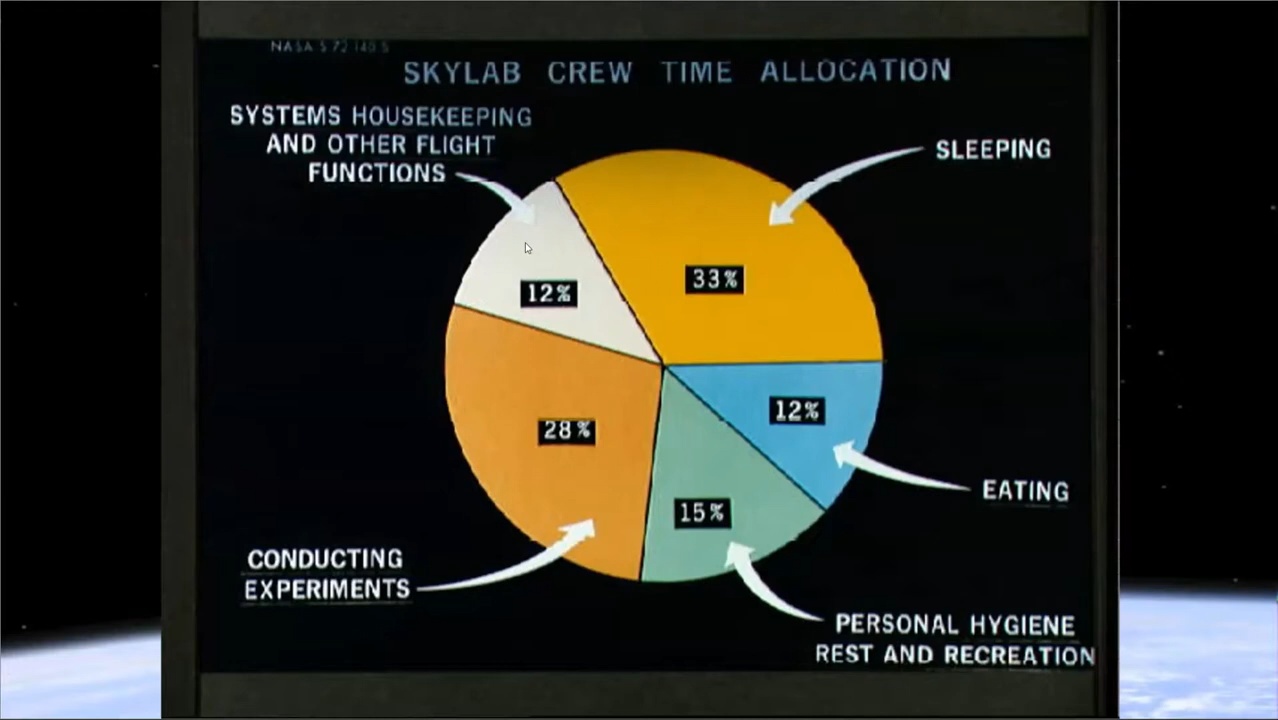 SKYLAB CREW TIME ALLOCATION
SYSTEMS HOUSEKEEPING
AND OTHER FLIGHT
FUNCTIONS
SLEEPING
33%
12%
12%
28%
EATING
15%
CONDUCTING
EXPERIMENTS
PERSONAL HYGIENE
REST AND RECREATION